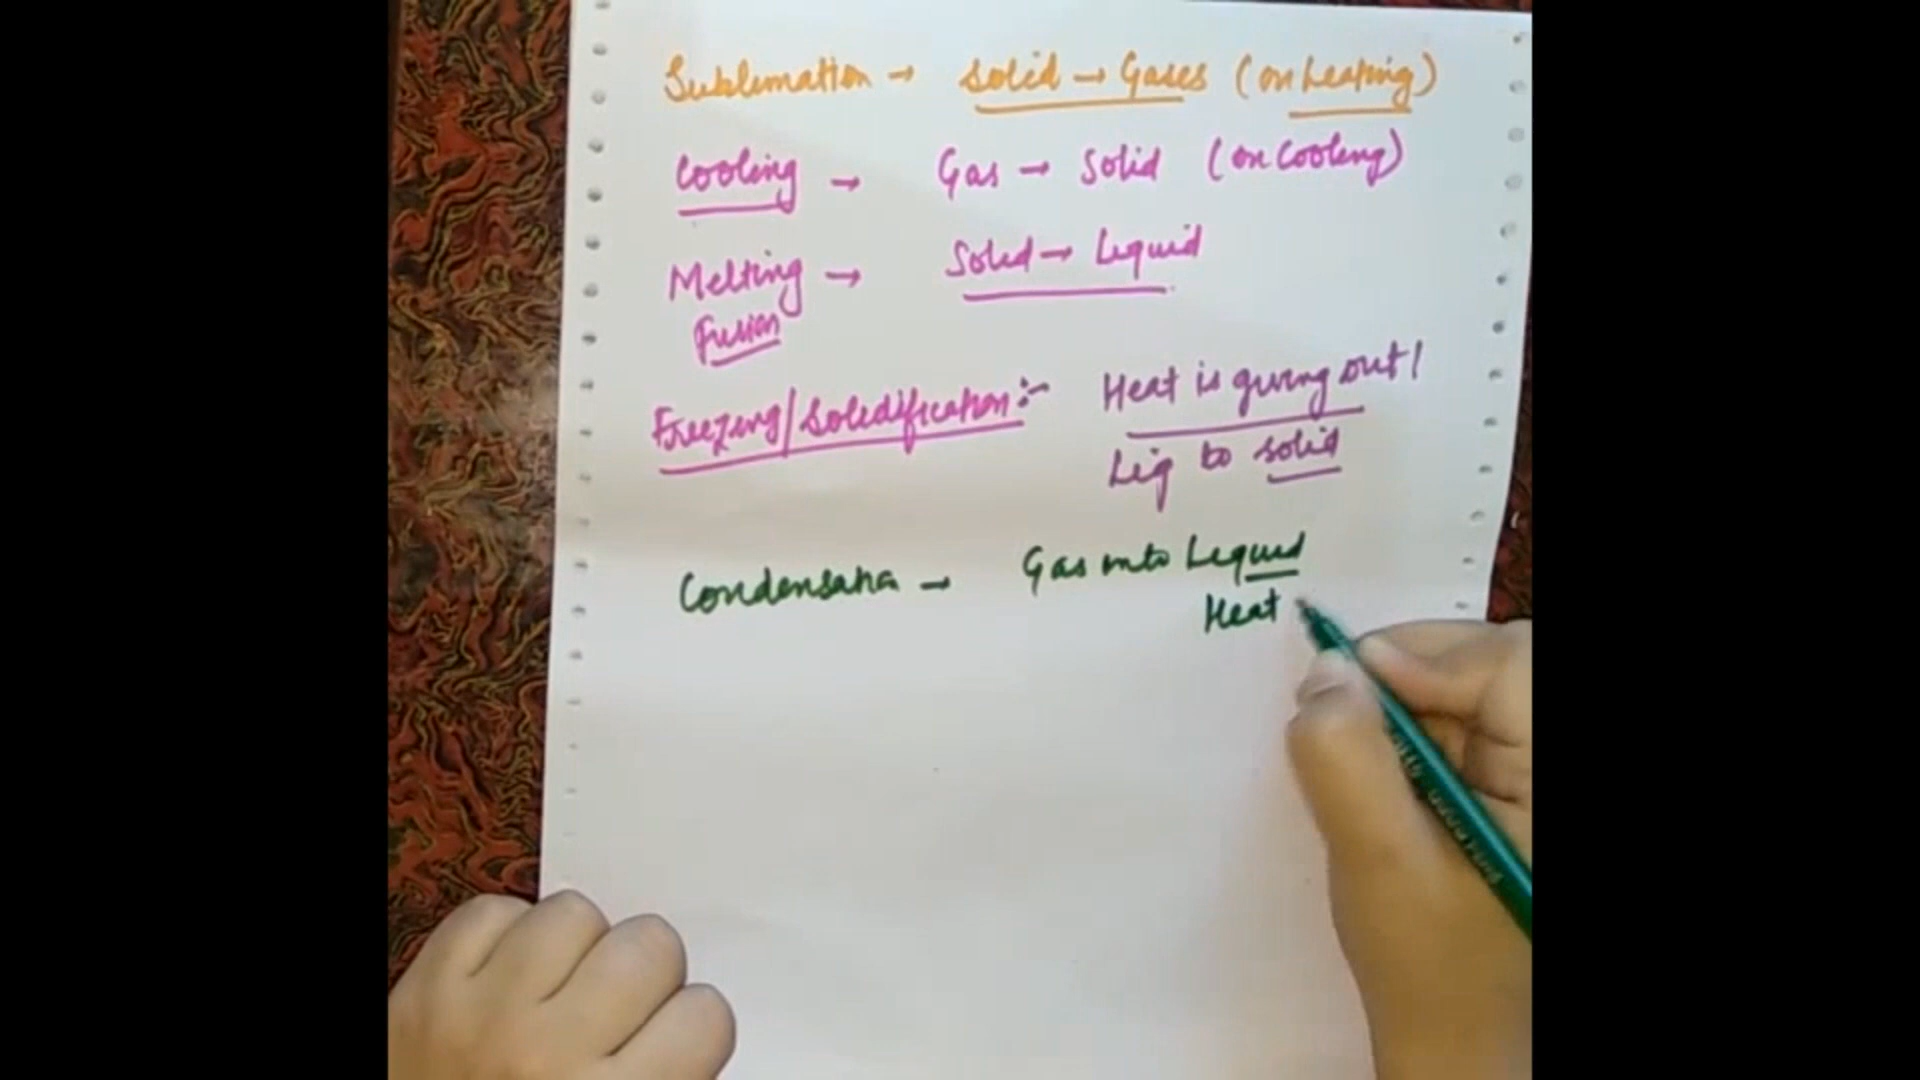 Sublimation → Solid → Gases (on heating)
Cooling → Gas → Solid (on cooling)
Melting → Solid → Liquid
Fusion
Freezing/Solidification :- Heat is giving out/
Liq to solid
Condensation → Gas into Liquid
Heat